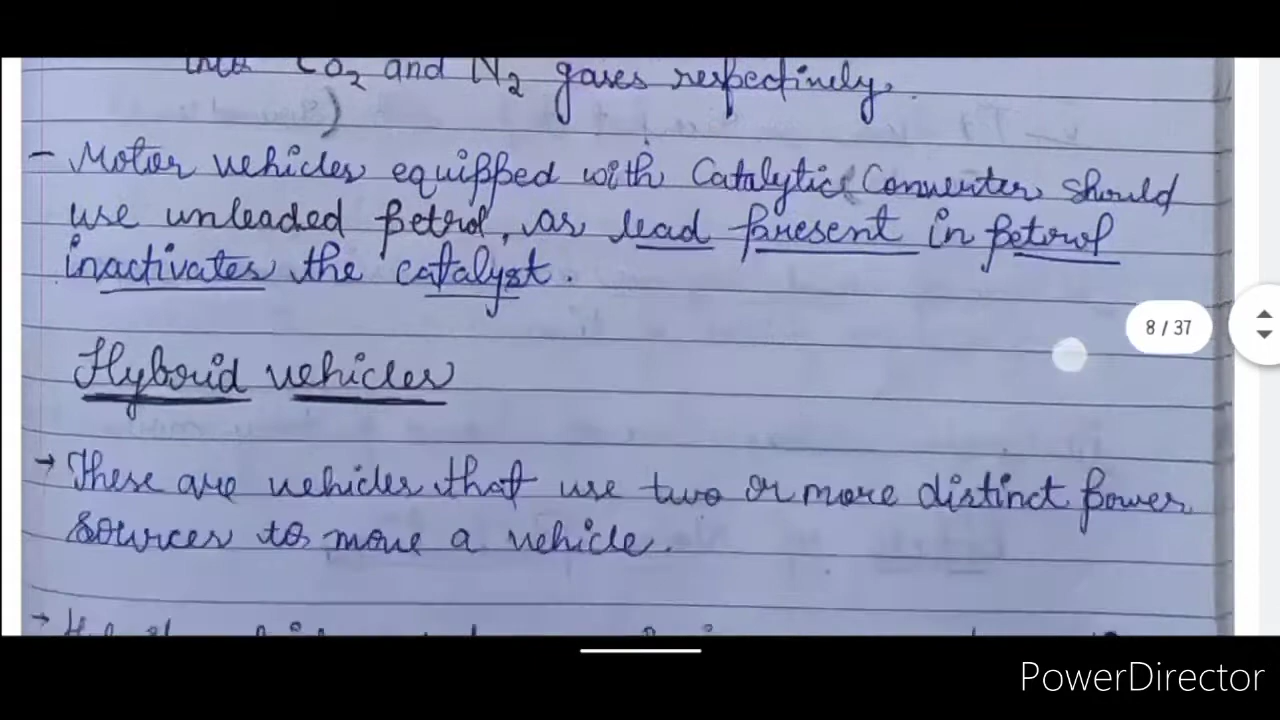 into CO2 and N2 gases respectively.
- Motor vehicles equipped with Catalytic Converter should
use unleaded petrol, as lead present in petrol
inactivates the catalyst.
8 / 37
Hybrid vehicles
→ These are vehicles that use two or more distinct power
sources to move a vehicle.
PowerDirector